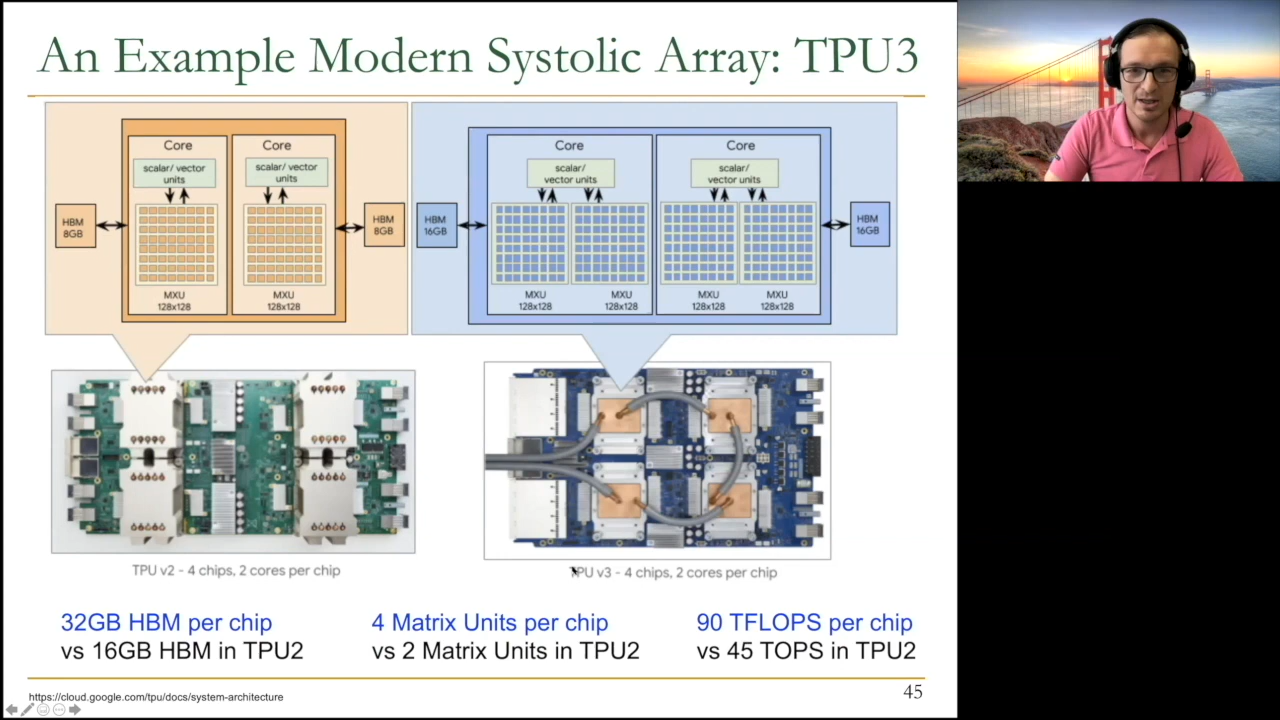 An Example Modern Systolic Array: TPU3
Core
scalar/ vector
units
HBM
8GB
MXU
128x128
Core
scalar/ vector
units
HBM
8GB
MXU
128x128
Core
scalar/
vector units
HBM
16GB
MXU
128x128
MXU
128x128
Core
scalar/
vector units
HBM
16GB
MXU
128x128
MXU
128x128
TPU v2 - 4 chips, 2 cores per chip
TPU v3 - 4 chips, 2 cores per chip
32GB HBM per chip
vs 16GB HBM in TPU2
4 Matrix Units per chip
vs 2 Matrix Units in TPU2
90 TFLOPS per chip
vs 45 TOPS in TPU2
https://cloud.google.com/tpu/docs/system-architecture
45